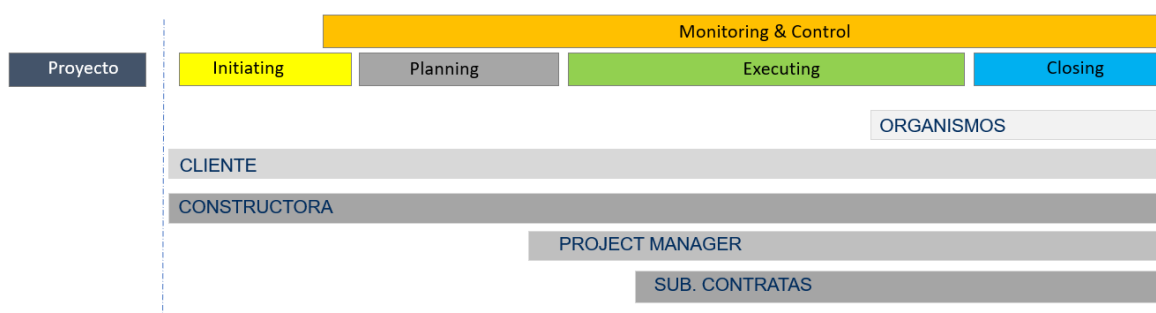 Monitoring & Control
Proyecto
Initiating
Planning
Executing
Closing
ORGANISMOS
CLIENTE
CONSTRUCTORA
PROJECT MANAGER
SUB. CONTRATAS